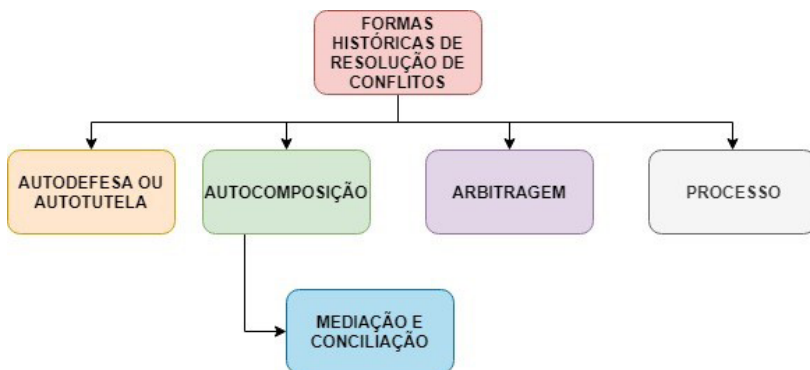 FORMAS
HISTÓRICAS DE
RESOLUÇÃO DE
CONFLITOS
AUTODEFESA OU
AUTOTUTELA
AUTOCOMPOSIÇÃO
ARBITRAGEM
PROCESSO
MEDIAÇÃO E
CONCILIAÇÃO